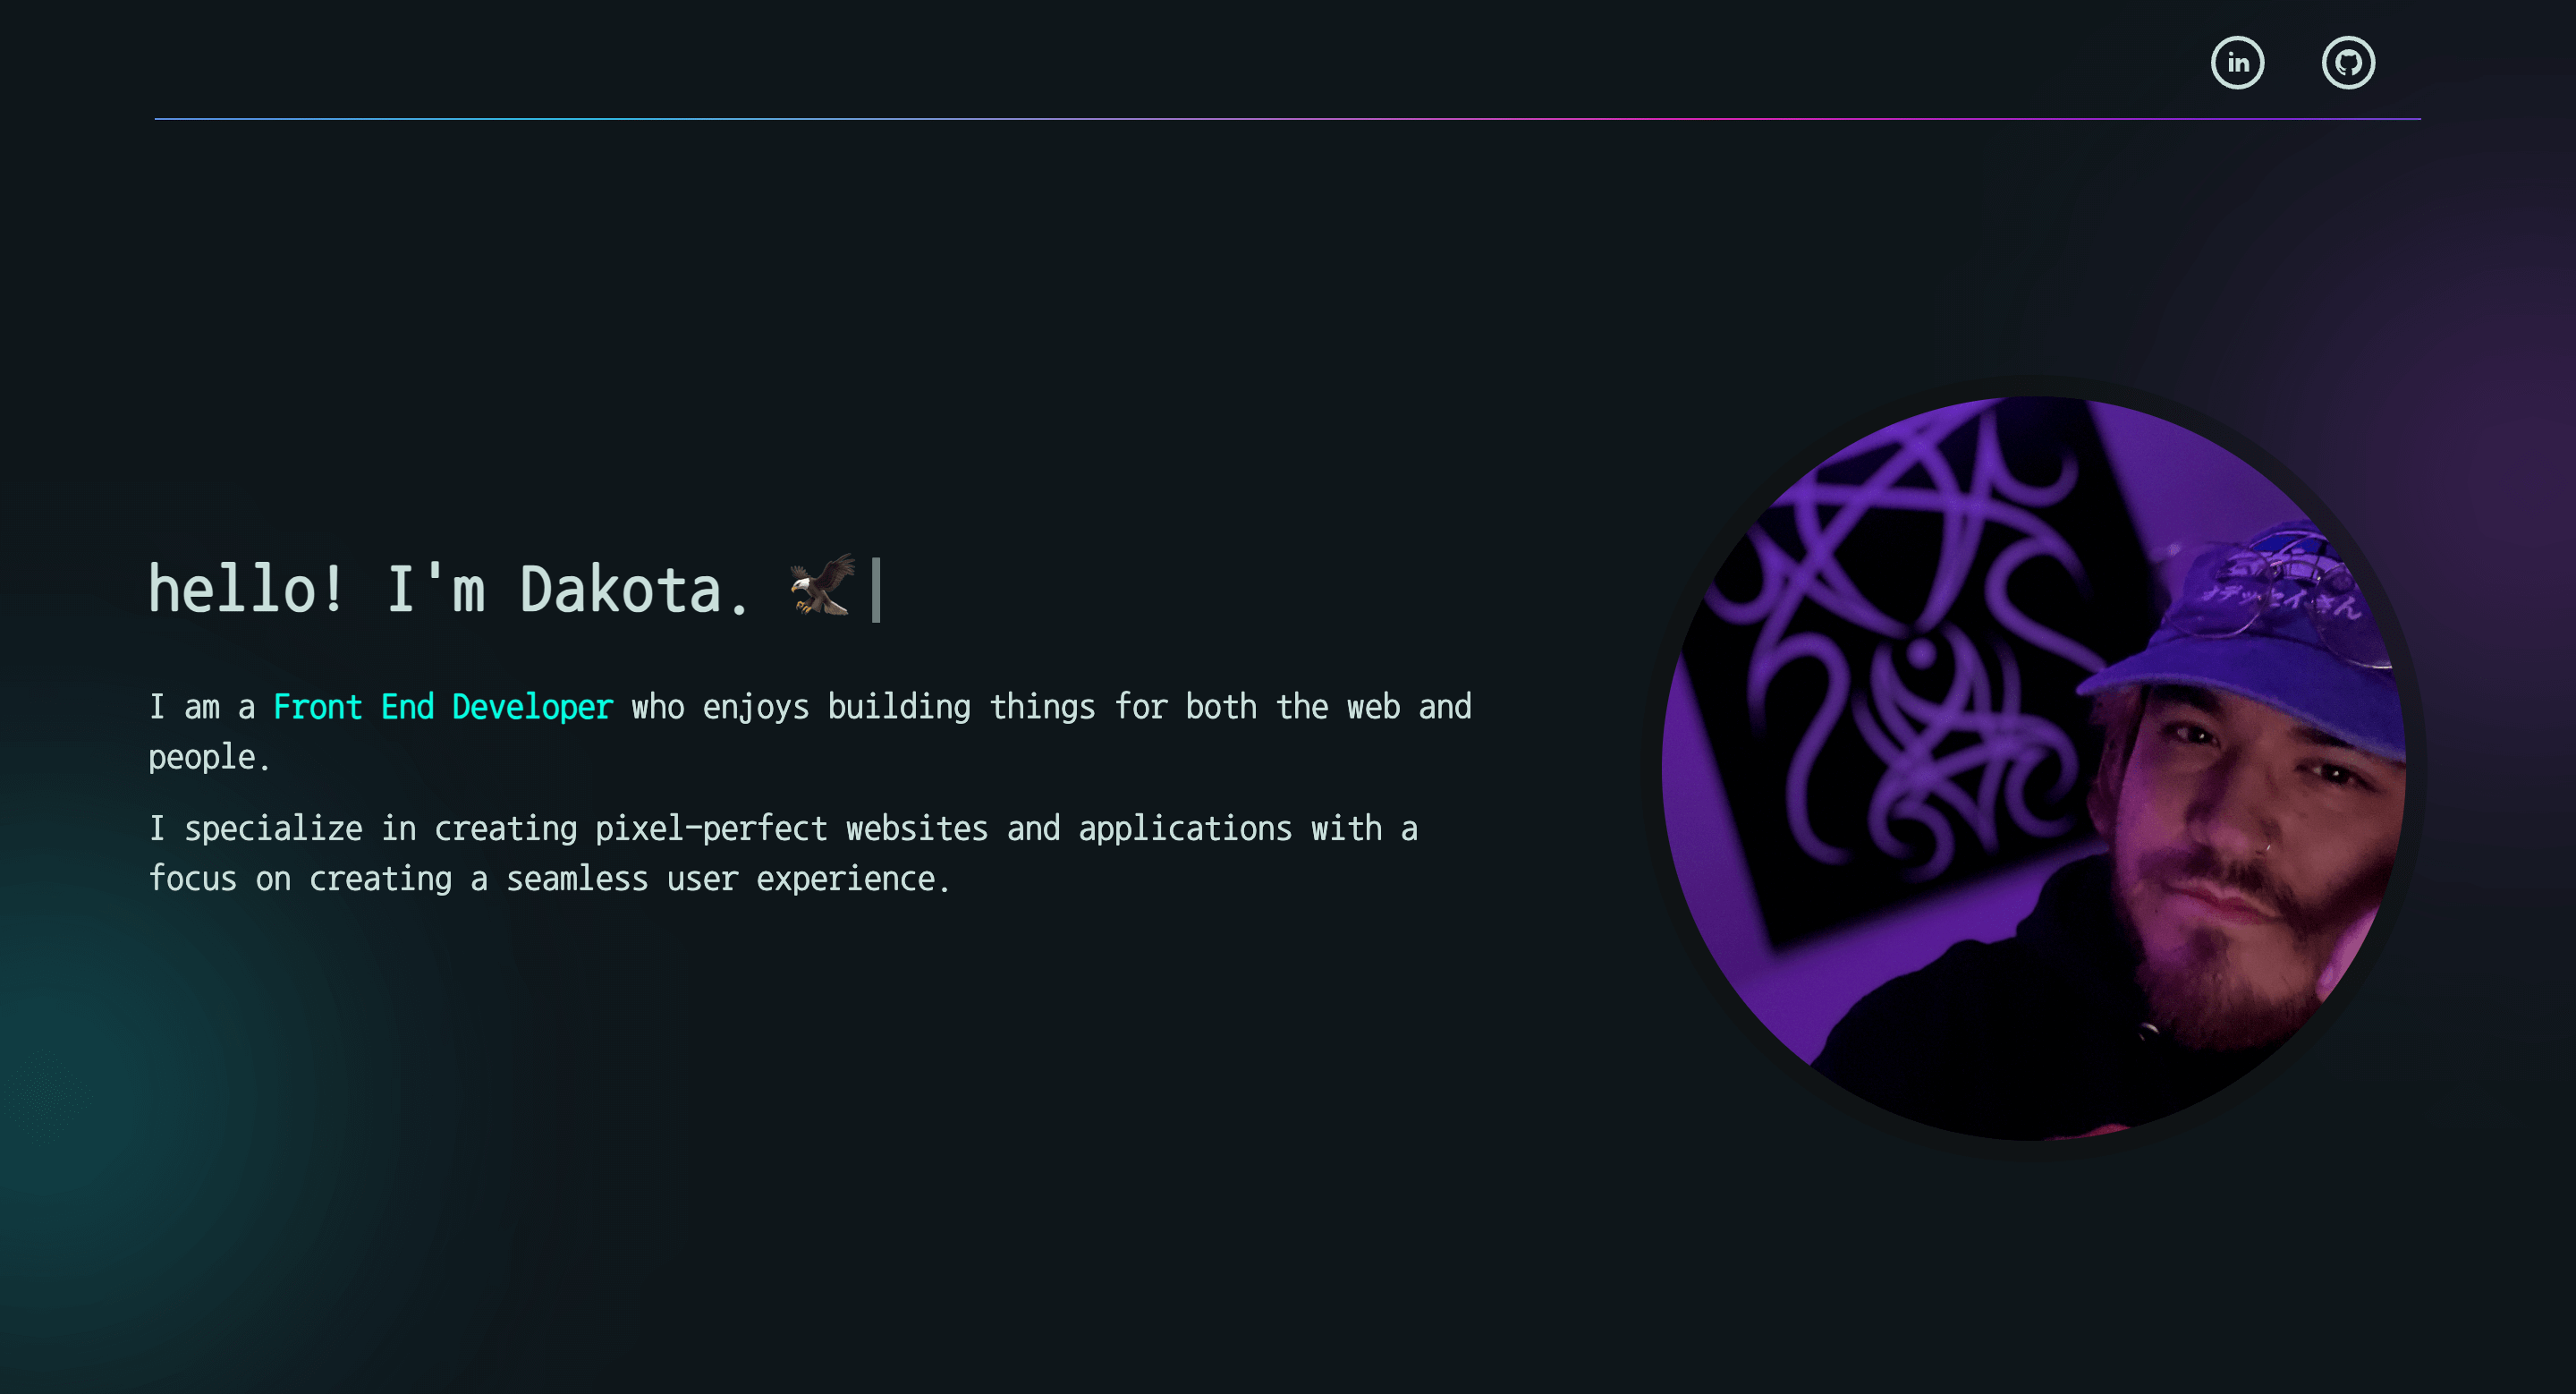 in
hello! I'm Dakota. 🦅
I am a Front End Developer who enjoys building things for both the web and
people.
I specialize in creating pixel-perfect websites and applications with a
focus on creating a seamless user experience.